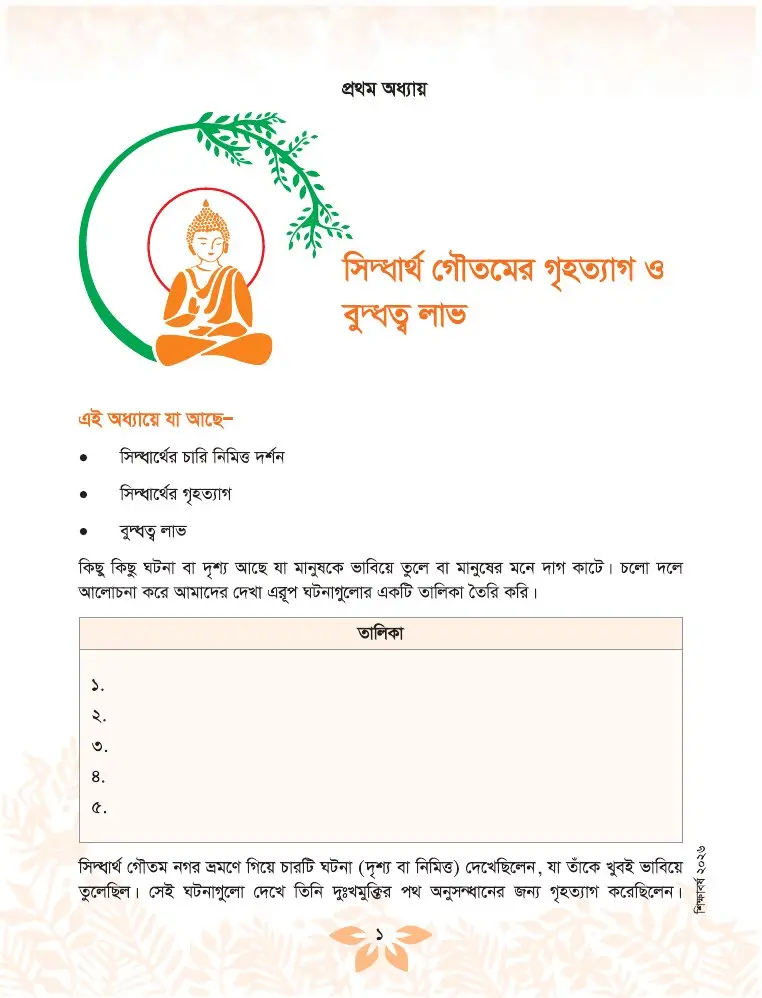 প্রথম অধ্যায়
সিদ্ধার্থ গৌতমের গৃহত্যাগ ও
বুদ্ধত্ব লাভ
এই অধ্যায়ে যা আছে–
● সিদ্ধার্থের চারি নিমিত্ত দর্শন
● সিদ্ধার্থের গৃহত্যাগ
● বুদ্ধত্ব লাভ
কিছু কিছু ঘটনা বা দৃশ্য আছে যা মানুষকে ভাবিয়ে তুলে বা মানুষের মনে দাগ কাটে। চলো দলে
আলোচনা করে আমাদের দেখা এরূপ ঘটনাগুলোর একটি তালিকা তৈরি করি।
তালিকা
১.
২.
৩.
৪.
৫.
সিদ্ধার্থ গৌতম নগর ভ্রমণে গিয়ে চারটি ঘটনা (দৃশ্য বা নিমিত্ত) দেখেছিলেন, যা তাঁকে খুবই ভাবিয়ে
তুলেছিল। সেই ঘটনাগুলো দেখে তিনি দুঃখমুক্তির পথ অনুসন্ধানের জন্য গৃহত্যাগ করেছিলেন।
শিক্ষাবর্ষ ২০২৬
১